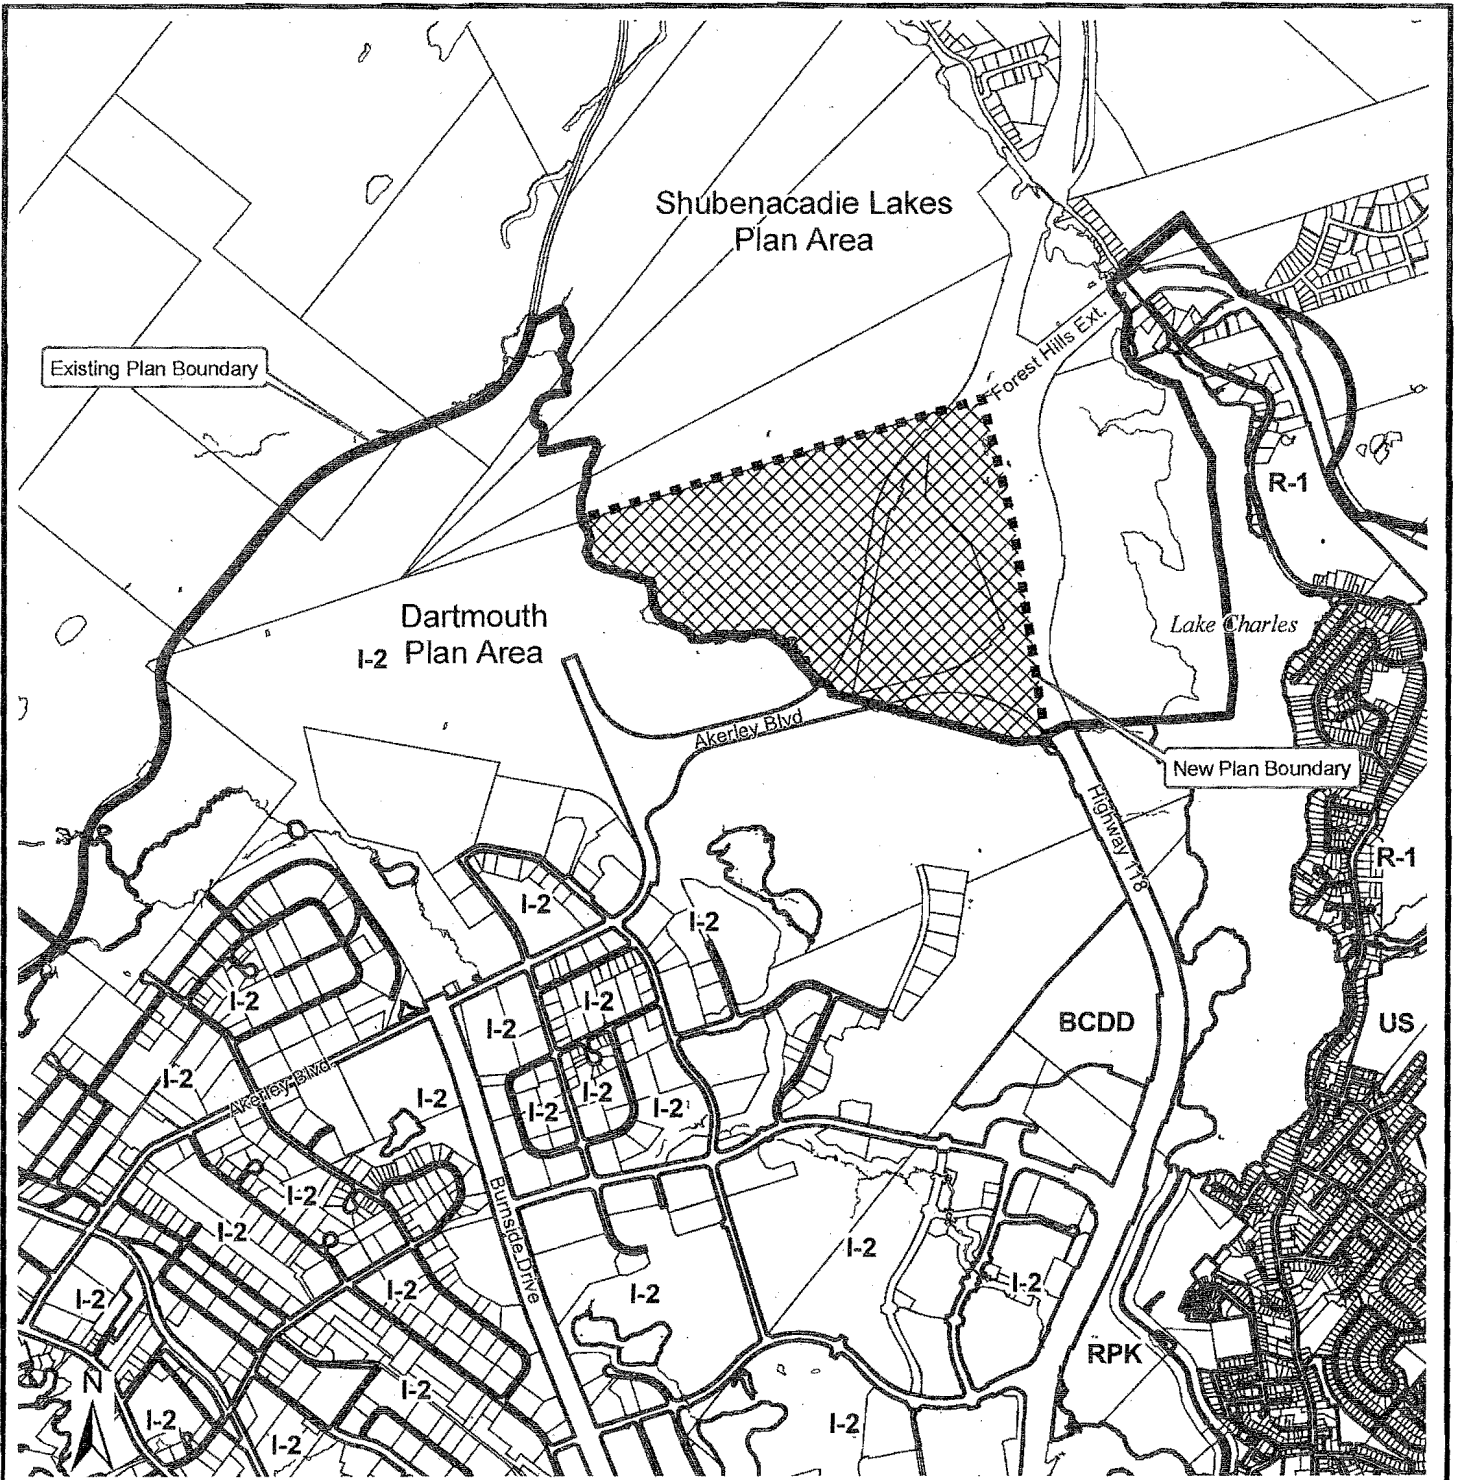 Shubenacadie Lakes
Plan Area
Forest Hills Ext.
Existing Plan Boundary
R-1
Dartmouth
Plan Area
I-2
Lake Charles
Akerley Blvd
New Plan Boundary
Highway 118
R-1
I-2
I-2
I-2
I-2
I-2
BCDD
US
I-2
Akerley Blvd
I-2
I-2
I-2
I-2
I-2
I-2
Burnside Drive
I-2
I-2
I-2
I-2
I-2
I-2
RPK
N
I-2
I-2
I-2
I-2